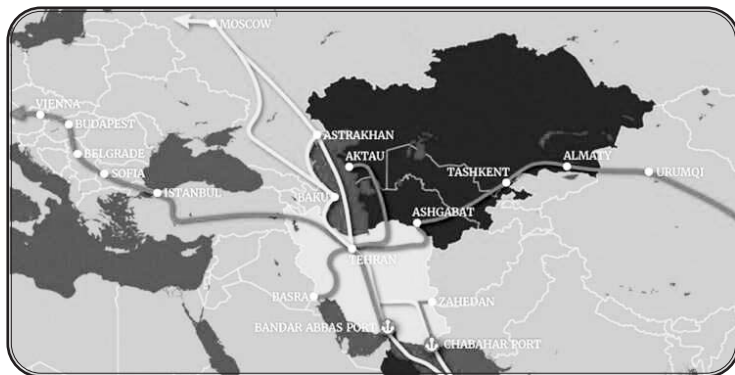 MOSCOW
VIENNA
BUDAPEST
BELGRADE
SOFIA
ISTANBUL
ASTRAKHAN
AKTAU
BAKU
TASHKENT
ALMATY
URUMQI
ASHGABAT
TEHRAN
BASRA
ZAHEDAN
BANDAR ABBAS PORT
CHABAHAR PORT